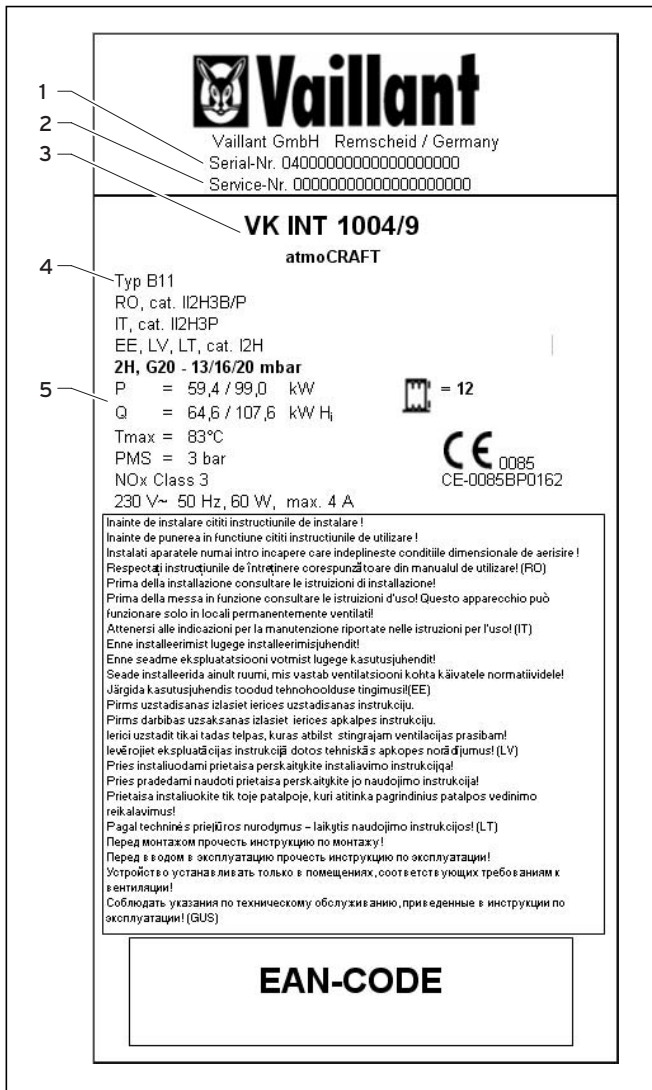 Vaillant
Vaillant GmbH Remscheid / Germany
1
Serial-Nr. 04000000000000000000
2
Service-Nr. 00000000000000000000
3
VK INT 1004/9
atmoCRAFT
4
Typ B11
RO, cat. II2H3B/P
IT, cat. II2H3P
EE, LV, LT, cat. I2H
2H, G20 - 13/16/20 mbar
5
P = 59,4 / 99,0 kW
= 12
Q = 64,6 / 107,6 kW Hi
Tmax = 83°C
PMS = 3 bar
CE 0085
NOx Class 3
CE-0085BP0162
230 V~ 50 Hz, 60 W, max. 4 A
Inainte de instalare cititi instructiunile de instalare !
Inainte de punerea in functiune cititi instructiunile de utilizare !
Instalati aparatele numai intro incapere care indeplineste conditiile dimensionale de aerisire !
Respectați instrucțiunile de întreținere corespunzătoare din manualul de utilizare! (RO)
Prima della installazione consultare le istruizioni di installazione!
Prima della messa in funzione consultare le istruizioni d'uso! Questo apparecchio può
funzionare solo in locali permanentemente ventilati!
Attenersi alle indicazioni per la manutenzione riportate nelle istruzioni per l'uso! (IT)
Enne installeerimist lugege installeerimisjuhendit!
Enne seadme ekspluatatsiooni votmist lugege kasutusjuhendit!
Seade installeerida ainult ruumi, mis vastab ventilatsiooni kohta käivatele normatiividele!
Järgida kasutusjuhendis toodud tehnohoolduse tingimusi!(EE)
Pirms uzstadisanas izlasiet ierices uzstadisanas instrukciju.
Pirms darbibas uzsaksanas izlasiet ierices apkalpes instrukciju.
Ierici uzstadit tikai tadas telpas, kuras atbilst stingrajam ventilacijas prasibam!
Ievērojiet ekspluatācijas instrukcijā dotos tehniskās apkopes norādījumus! (LV)
Pries instaliuodami prietaisa perskaitykite instaliavimo instrukcijqa!
Pries pradedami naudoti prietaisa perskaitykite jo naudojimo instrukcija!
Prietaisa instaliuokite tik toje patalpoje, kuri atitinka pagrindinius patalpos vedinimo
reikalavimus!
Pagal techninės priežiūros nurodymus – laikytis naudojimo instrukcijos! (LT)
Перед монтажом прочесть инструкцию по монтажу!
Перед вводом в эксплуатацию прочесть инструкцию по эксплуатации!
Устройство устанавливать только в помещениях, соответствующих требованиям к
вентиляции!
Соблюдать указания по техническому обслуживанию, приведенные в инструкции по
эксплуатации! (GUS)
EAN-CODE